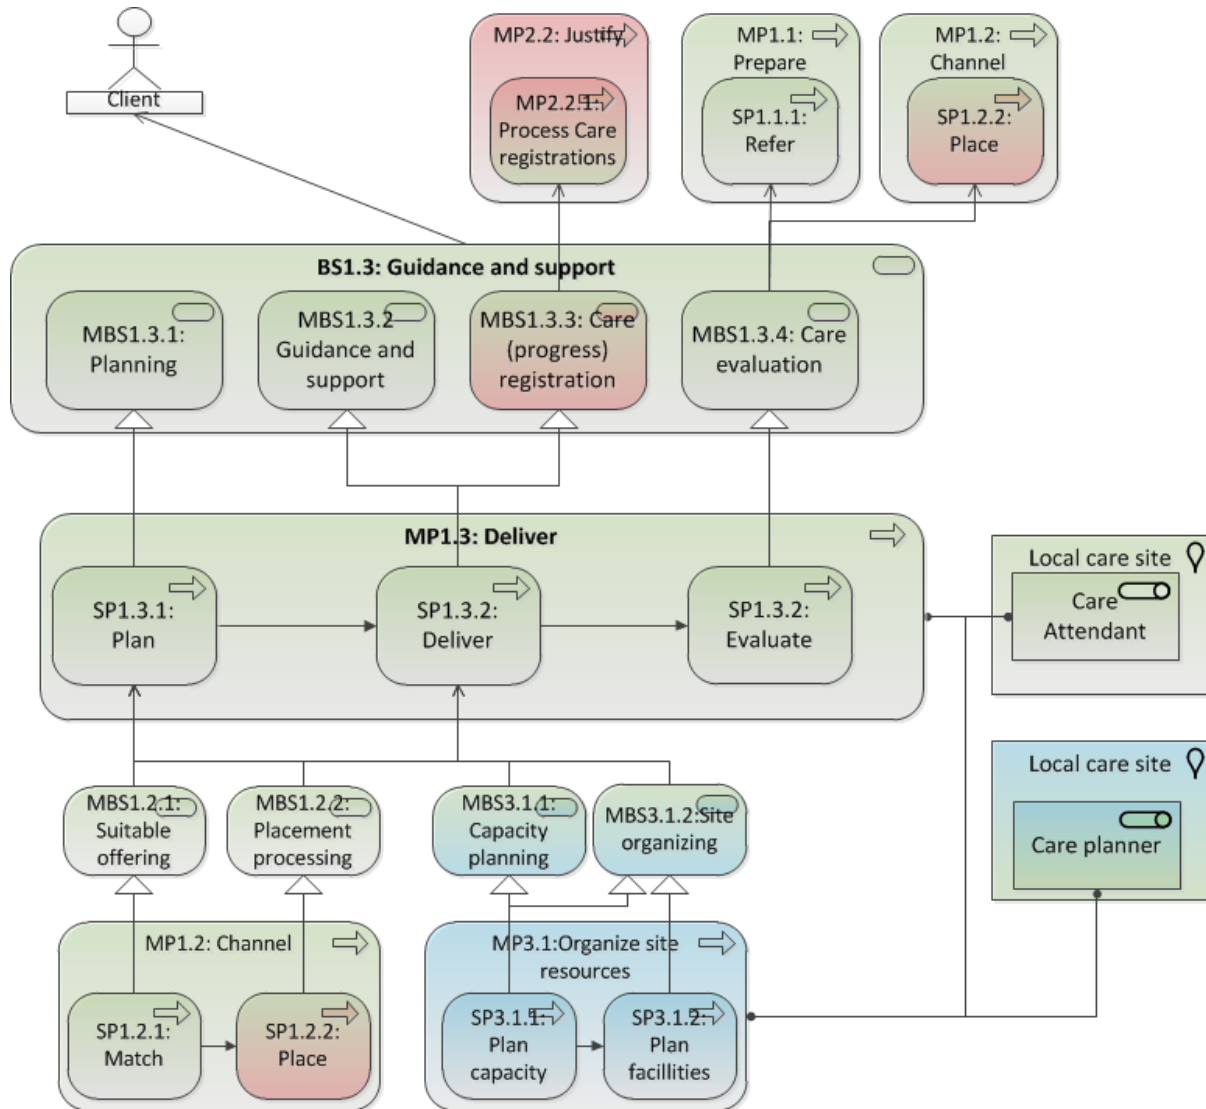 Client
MP2.2: Justify
MP2.2.1:
Process Care
registrations
MP1.1:
Prepare
SP1.1.1:
Refer
MP1.2:
Channel
SP1.2.2:
Place
BS1.3: Guidance and support
MBS1.3.1:
Planning
MBS1.3.2
Guidance and
support
MBS1.3.3: Care
(progress)
registration
MBS1.3.4: Care
evaluation
MP1.3: Deliver
SP1.3.1:
Plan
SP1.3.2:
Deliver
SP1.3.2:
Evaluate
Local care site
Care
Attendant
Local care site
Care planner
MBS1.2.1:
Suitable
offering
MBS1.2.2:
Placement
processing
MBS3.1.1:
Capacity
planning
MBS3.1.2:Site
organizing
MP1.2: Channel
SP1.2.1:
Match
SP1.2.2:
Place
MP3.1:Organize site
resources
SP3.1.1:
Plan
capacity
SP3.1.2:
Plan
facillities